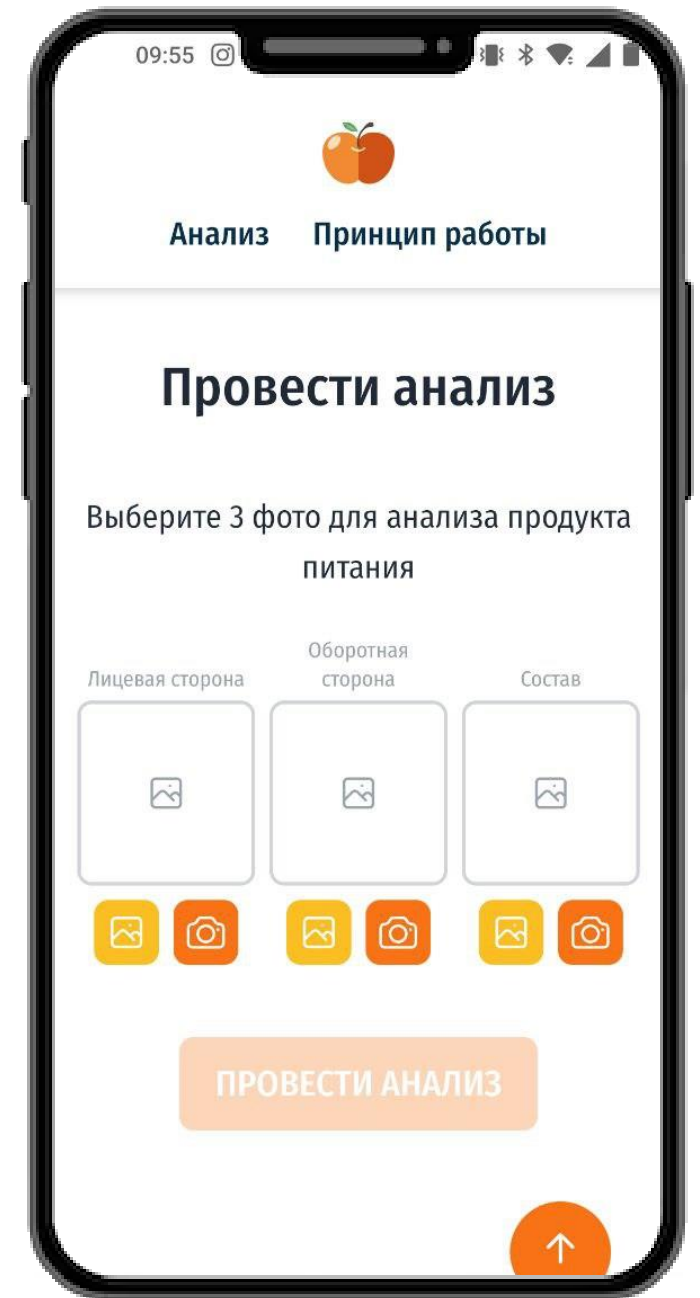 09:55
Анализ Принцип работы
Провести анализ
Выберите 3 фото для анализа продукта
питания
Лицевая сторона
Оборотная
сторона
Состав
ПРОВЕСТИ АНАЛИЗ